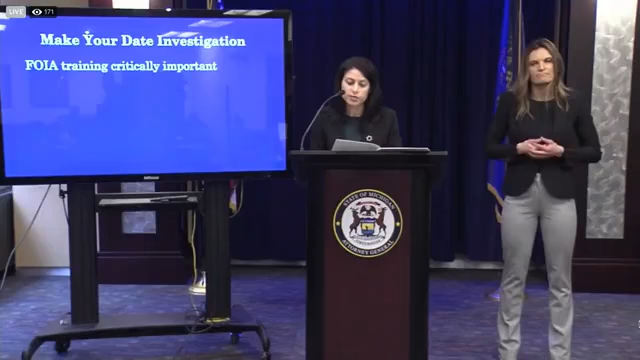 LIVE 171
Make Your Date Investigation
FOIA training critically important
STATE OF MICHIGAN
ATTORNEY GENERAL